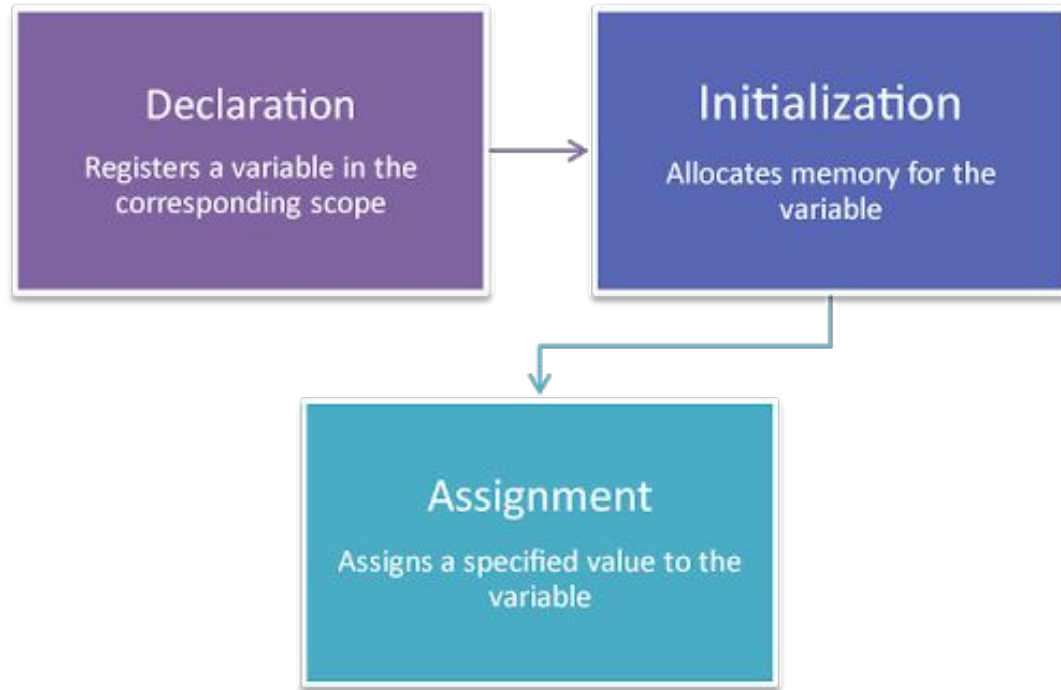 Declaration
Registers a variable in the
corresponding scope
Initialization
Allocates memory for the
variable
Assignment
Assigns a specified value to the
variable